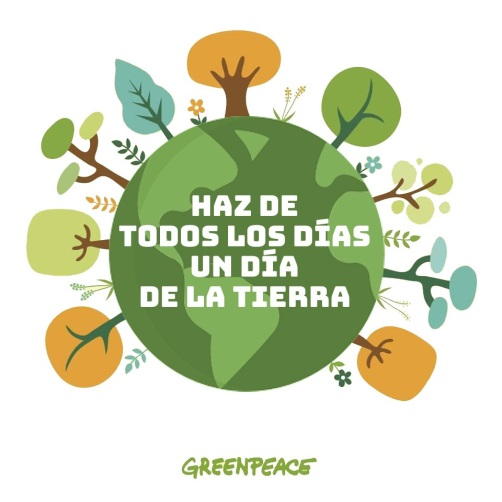 HAZ DE
TODOS LOS DÍAS
UN DÍA
DE LA TIERRA
GREENPEACE